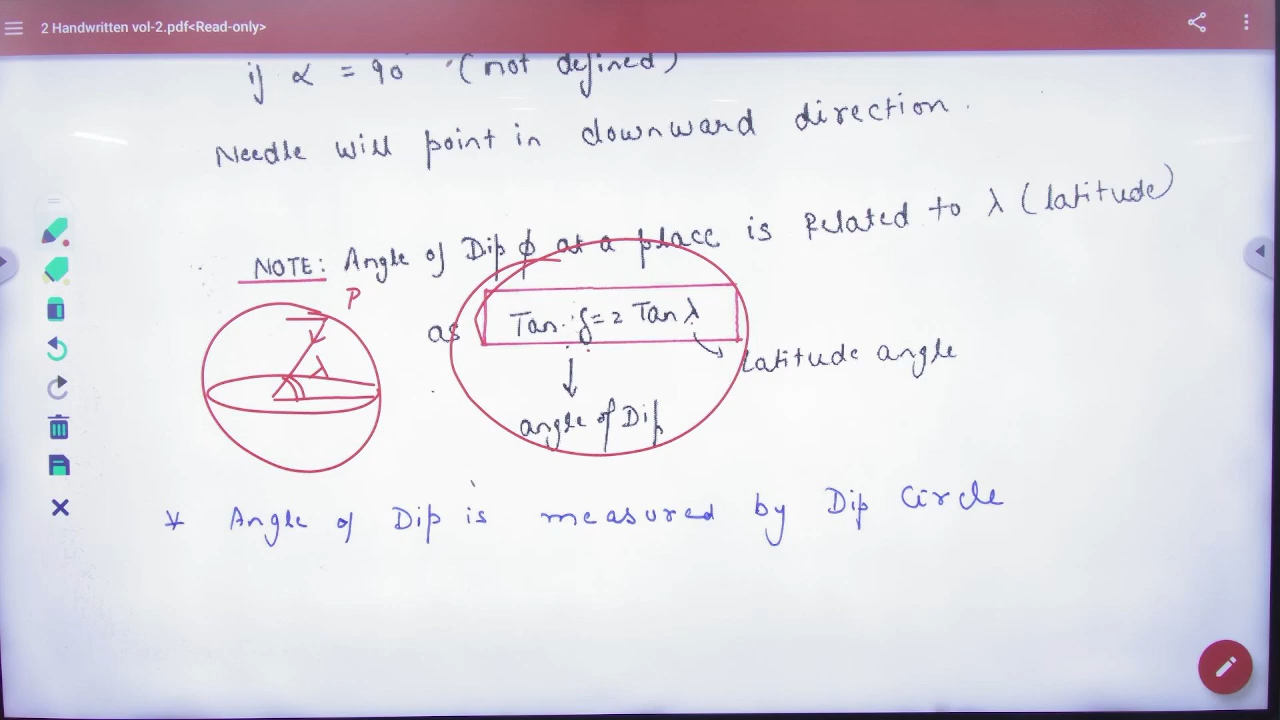 2 Handwritten vol-2.pdf<Read-only>
if α = 90° (not defined)
Needle will point in downward direction.
NOTE: Angle of Dip ϕ at a place is Related to λ (latitude)
P
λ
as Tan δ = 2 Tan λ
latitude angle
angle of Dip
* Angle of Dip is measured by Dip Circle